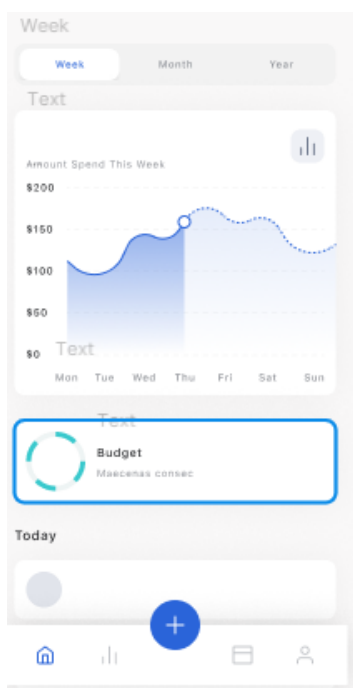 Week
Week Month Year
Text
Amount Spend This Week
$200
$150
$100
$50
$0
Text
Mon Tue Wed Thu Fri Sat Sun
Text
Budget
Maecenas consec
Today